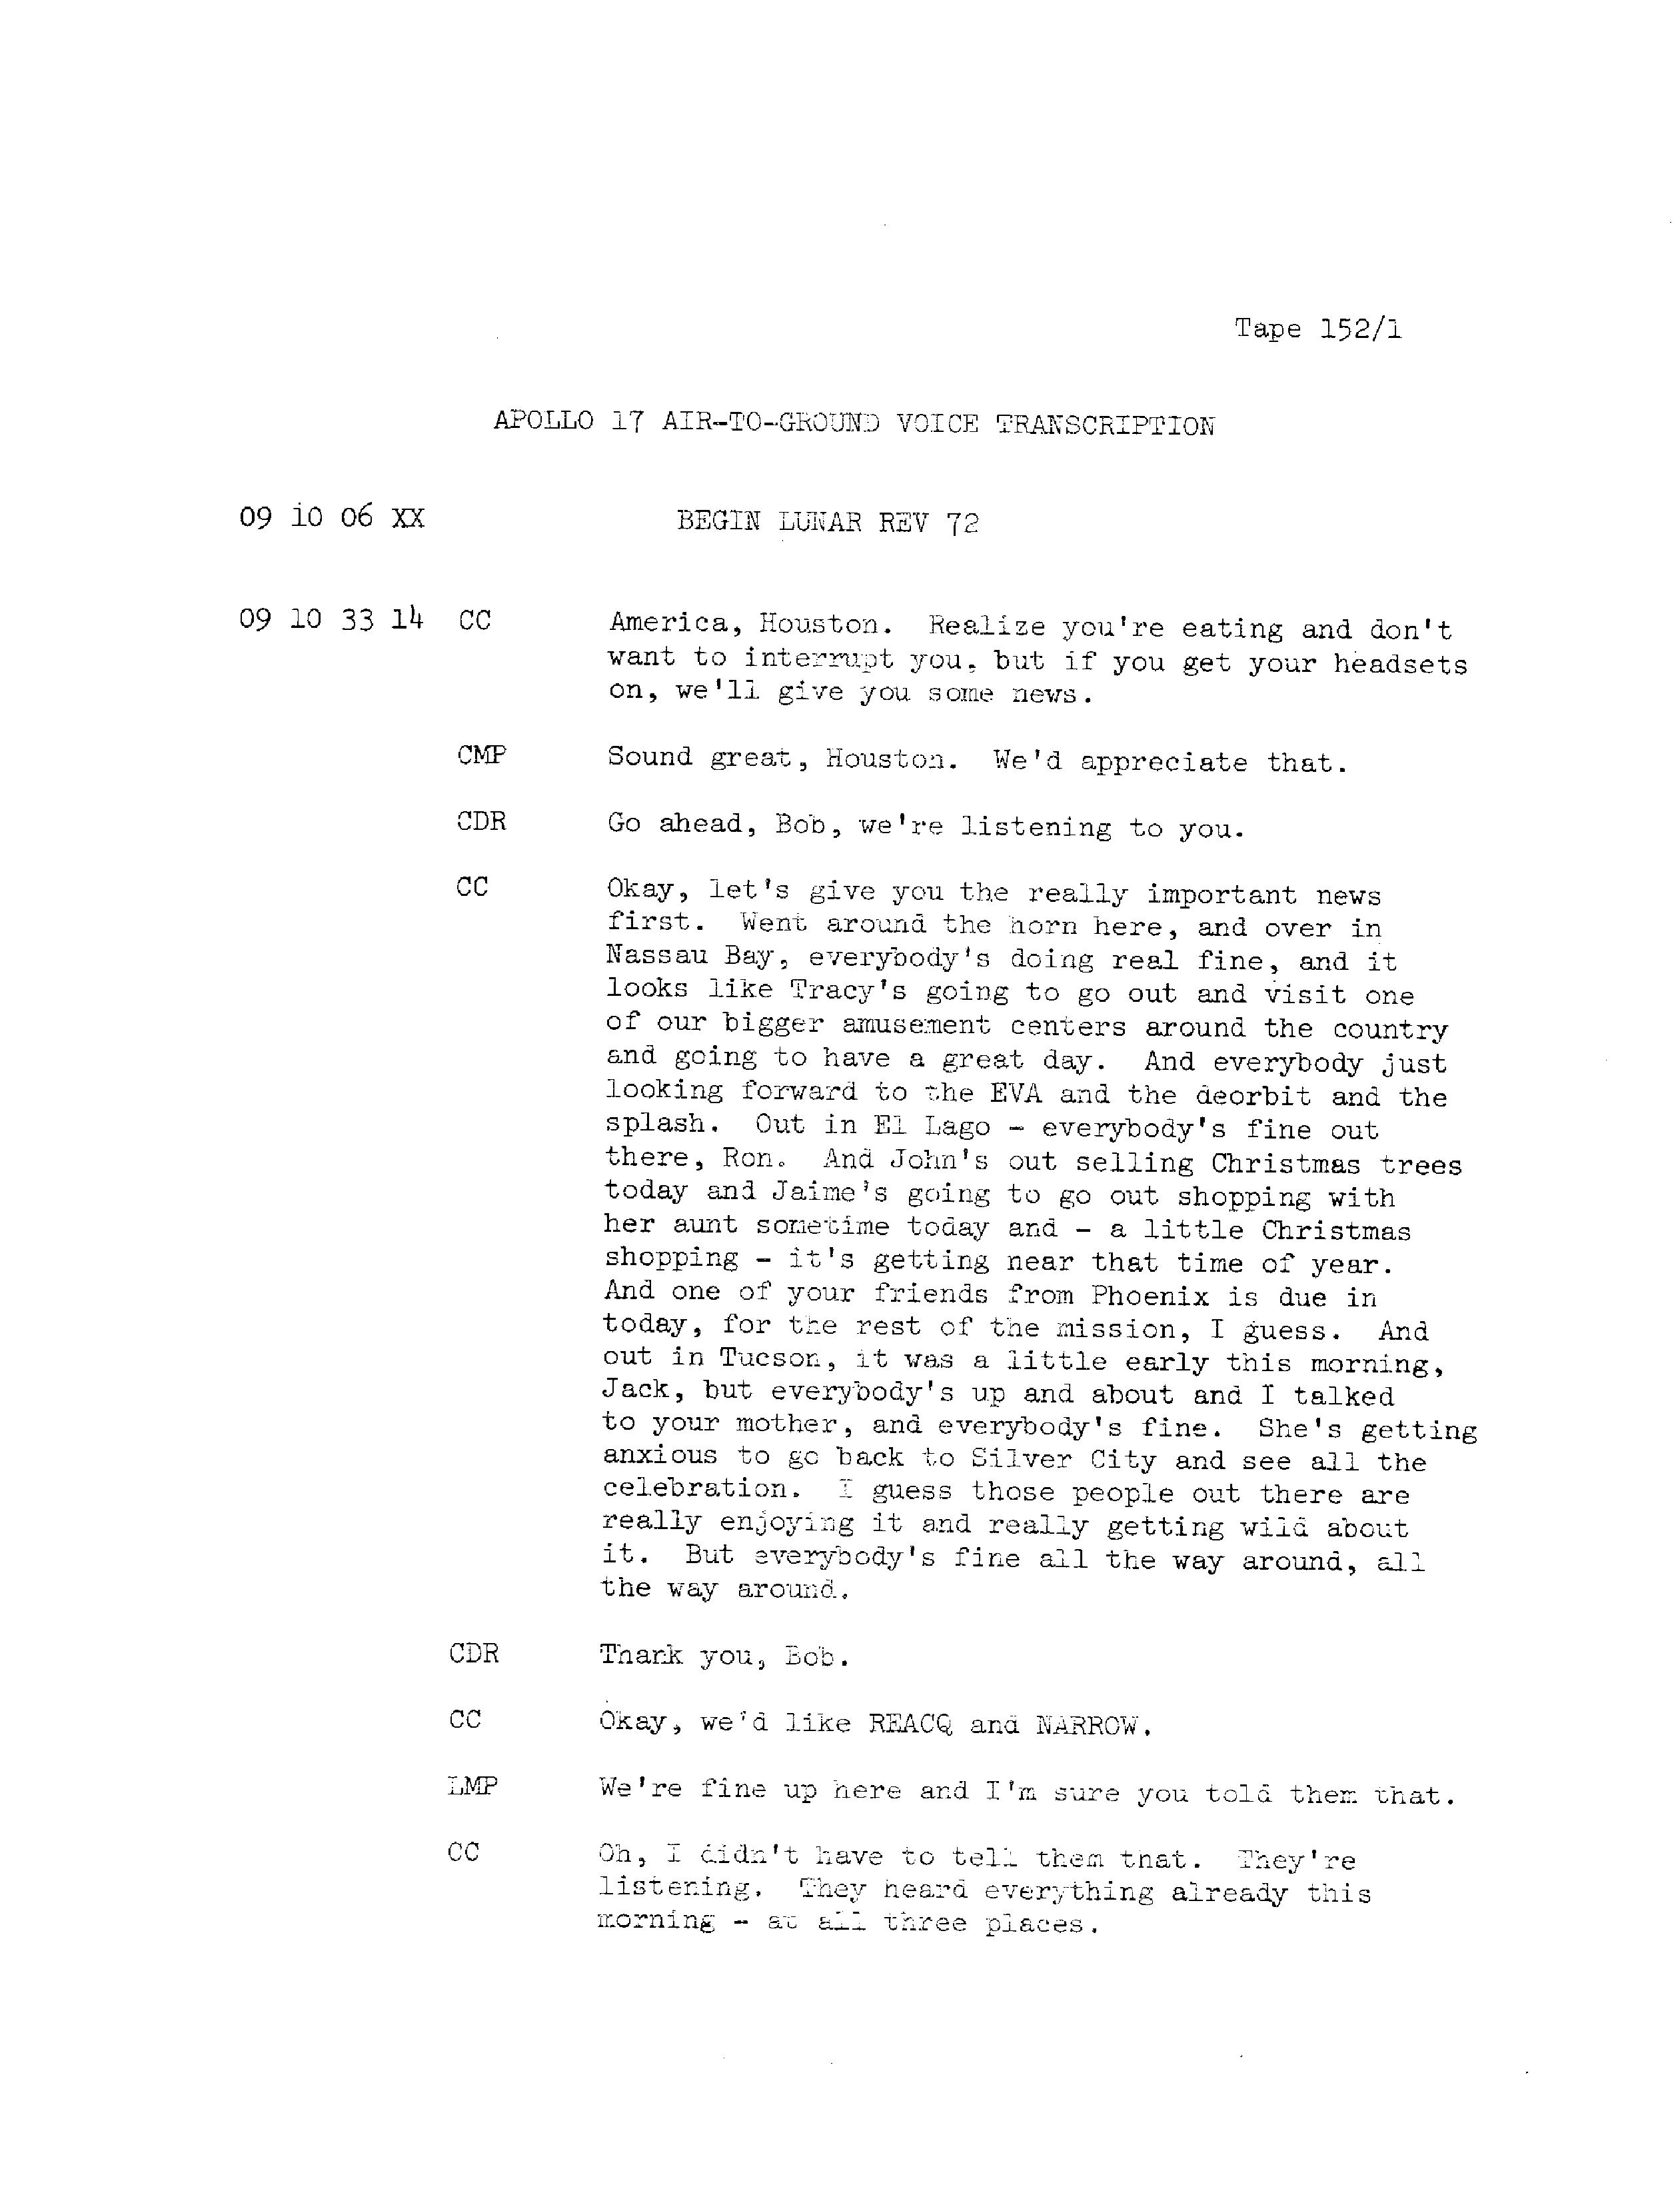 Tape 152/1
APOLLO 17 AIR-TO-GROUND VOICE TRANSCRIPTION
09 10 06 XX BEGIN LUNAR REV 72
09 10 33 14 CC America, Houston. Realize you're eating and don't
want to interrupt you, but if you get your headsets
on, we'll give you some news.
CMP Sound great, Houston. We'd appreciate that.
CDR Go ahead, Bob, we're listening to you.
CC Okay, let's give you the really important news
first. Went around the horn here, and over in
Nassau Bay, everybody's doing real fine, and it
looks like Tracy's going to go out and visit one
of our bigger amusement centers around the country
and going to have a great day. And everybody just
looking forward to the EVA and the deorbit and the
splash. Out in El Lago - everybody's fine out
there, Ron. And John's out selling Christmas trees
today and Jaime's going to go out shopping with
her aunt sometime today and - a little Christmas
shopping - it's getting near that time of year.
And one of your friends from Phoenix is due in
today, for the rest of the mission, I guess. And
out in Tucson, it was a little early this morning,
Jack, but everybody's up and about and I talked
to your mother, and everybody's fine. She's getting
anxious to go back to Silver City and see all the
celebration. I guess those people out there are
really enjoying it and really getting wild about
it. But everybody's fine all the way around, all
the way around.
CDR Thank you, Bob.
CC Okay, we'd like REACQ and NARROW.
LMP We're fine up here and I'm sure you told them that.
CC Oh, I didn't have to tell them that. They're
listening. They heard everything already this
morning - at all three places.